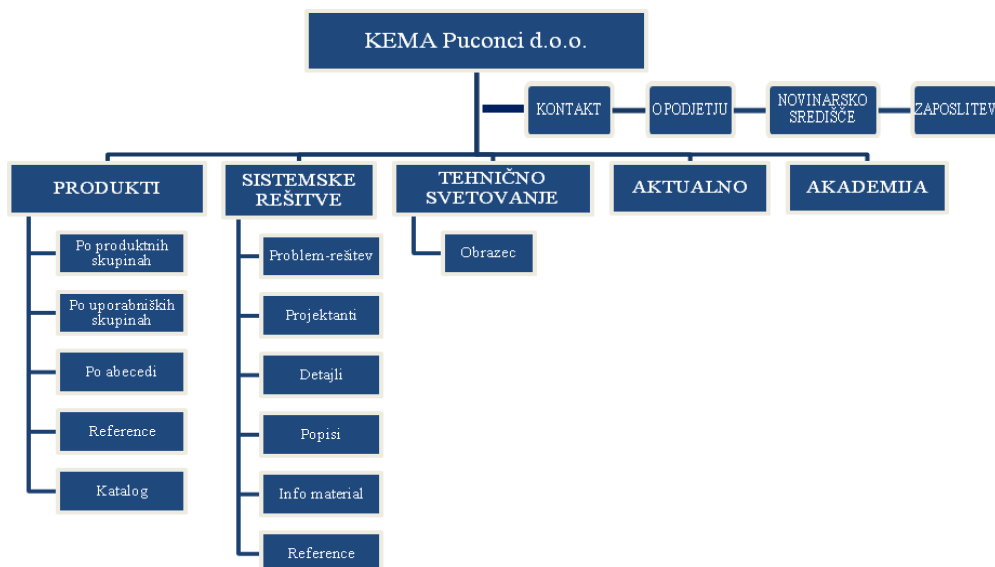 KEMA Puconci d.o.o.
KONTAKT
O PODJETJU
NOVINARSKO
SREDIŠČE
ZAPOSLITEV
PRODUKTI
SISTEMSKE
REŠITVE
TEHNIČNO
SVETOVANJE
AKTUALNO
AKADEMIJA
Po produktnih
skupinah
Po uporabniških
skupinah
Po abecedi
Reference
Katalog
Problem-rešitev
Projektanti
Detajli
Popisi
Info material
Reference
Obrazec